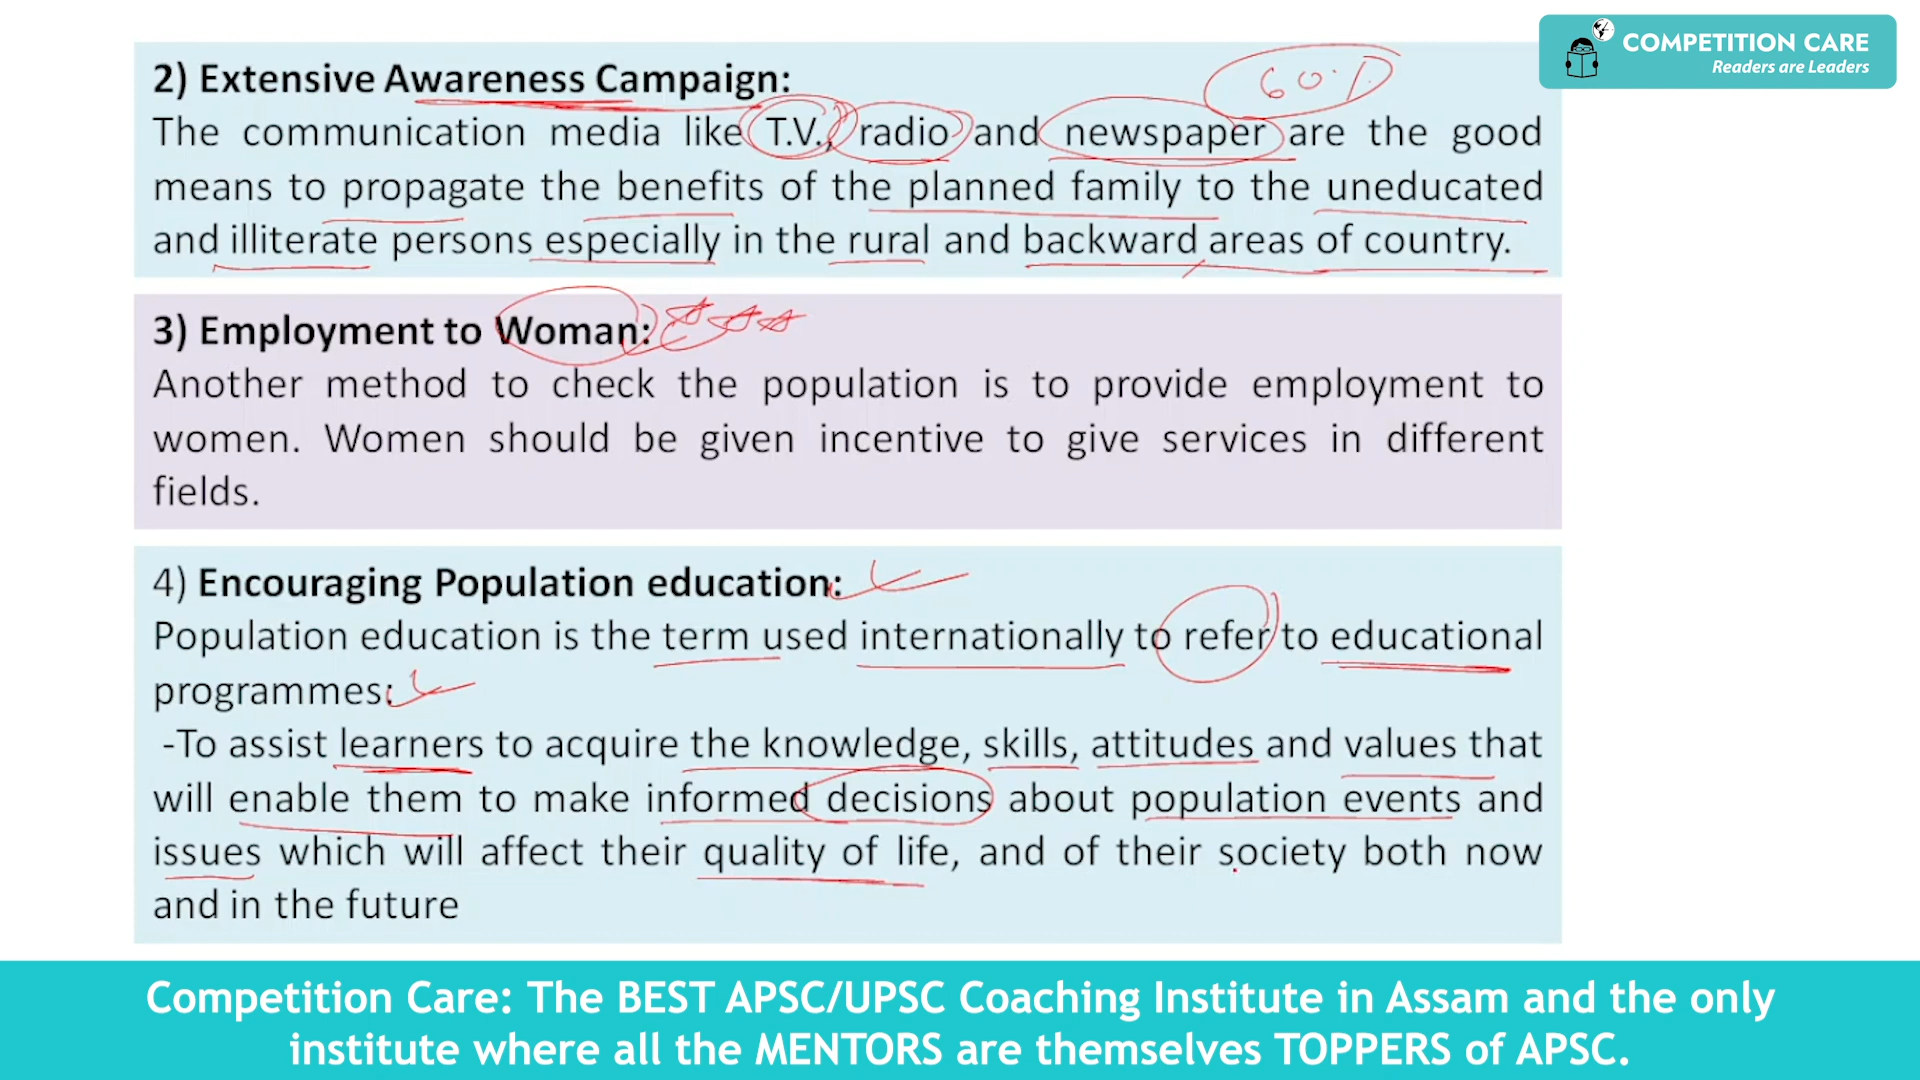 COMPETITION CARE
Readers are Leaders
2) Extensive Awareness Campaign:
60%
The communication media like T.V., radio and newspaper are the good
means to propagate the benefits of the planned family to the uneducated
and illiterate persons especially in the rural and backward areas of country.
3) Employment to Woman:
Another method to check the population is to provide employment to
women. Women should be given incentive to give services in different
fields.
4) Encouraging Population education:
Population education is the term used internationally to refer to educational
programmes:
-To assist learners to acquire the knowledge, skills, attitudes and values that
will enable them to make informed decisions about population events and
issues which will affect their quality of life, and of their society both now
and in the future
Competition Care: The BEST APSC/UPSC Coaching Institute in Assam and the only
institute where all the MENTORS are themselves TOPPERS of APSC.